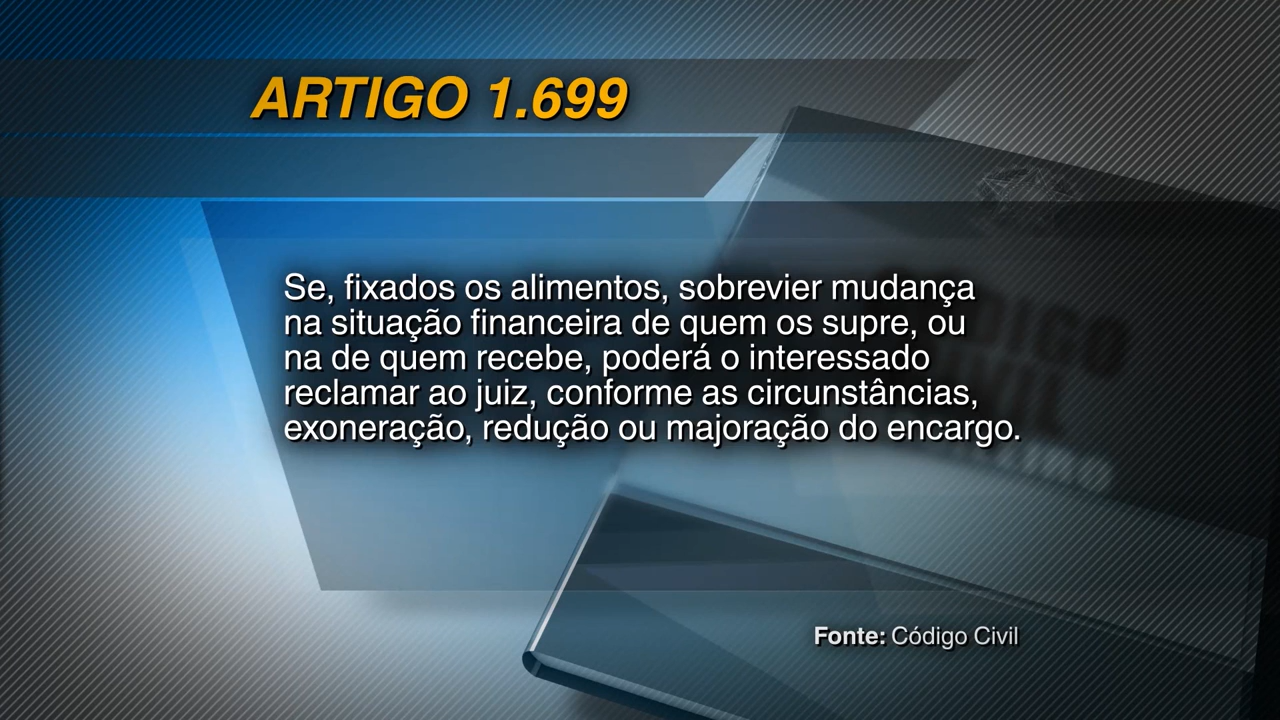 ARTIGO 1.699
Se, fixados os alimentos, sobrevier mudança
na situação financeira de quem os supre, ou
na de quem recebe, poderá o interessado
reclamar ao juiz, conforme as circunstâncias,
exoneração, redução ou majoração do encargo.
Fonte: Código Civil